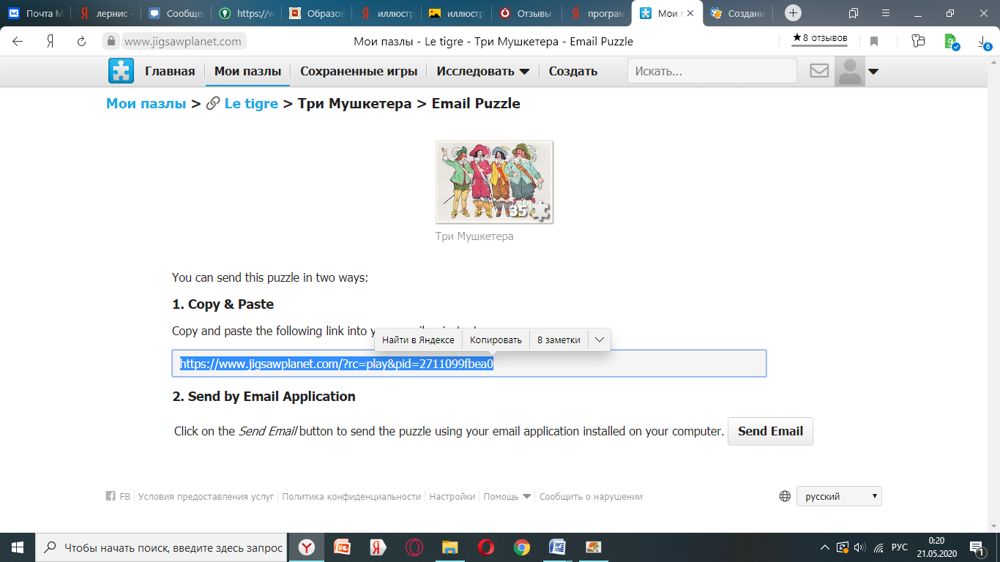 Почта М
лернис -
Сообще
https://w
Образов
иллюстр
иллюстр
Отзывы
програм
Мои п
Создани
www.jigsawplanet.com
Мои пазлы - Le tigre - Три Мушкетера - Email Puzzle
★8 отзывов
6
Главная
Мои пазлы
Сохраненные игры
Исследовать
Создать
Искать...
Мои пазлы > Le tigre > Три Мушкетера > Email Puzzle
35
Три Мушкетера
You can send this puzzle in two ways:
1. Copy & Paste
Copy and paste the following link into
Найти в Яндексе
Копировать
В заметки
https://www.jigsawplanet.com/?rc=play&pid=2711099fbea0
2. Send by Email Application
Click on the Send Email button to send the puzzle using your email application installed on your computer.
Send Email
FB
Условия предоставления услуг
Политика конфиденциальности
Настройки
Помощь
Сообщить о нарушении
русский
Чтобы начать поиск, введите здесь запрос
РУС
0:20
21.05.2020
1